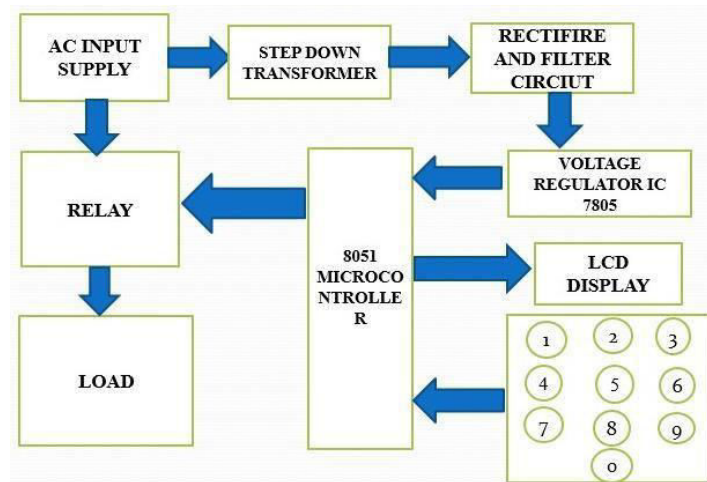 AC INPUT
SUPPLY
STEP DOWN
TRANSFORMER
RECTIFIRE
AND FILTER
CIRCIUT
RELAY
8051
MICROCO
NTROLLE
R
VOLTAGE
REGULATOR IC
7805
LCD
DISPLAY
LOAD
1 2 3
4 5 6
7 8 9
0